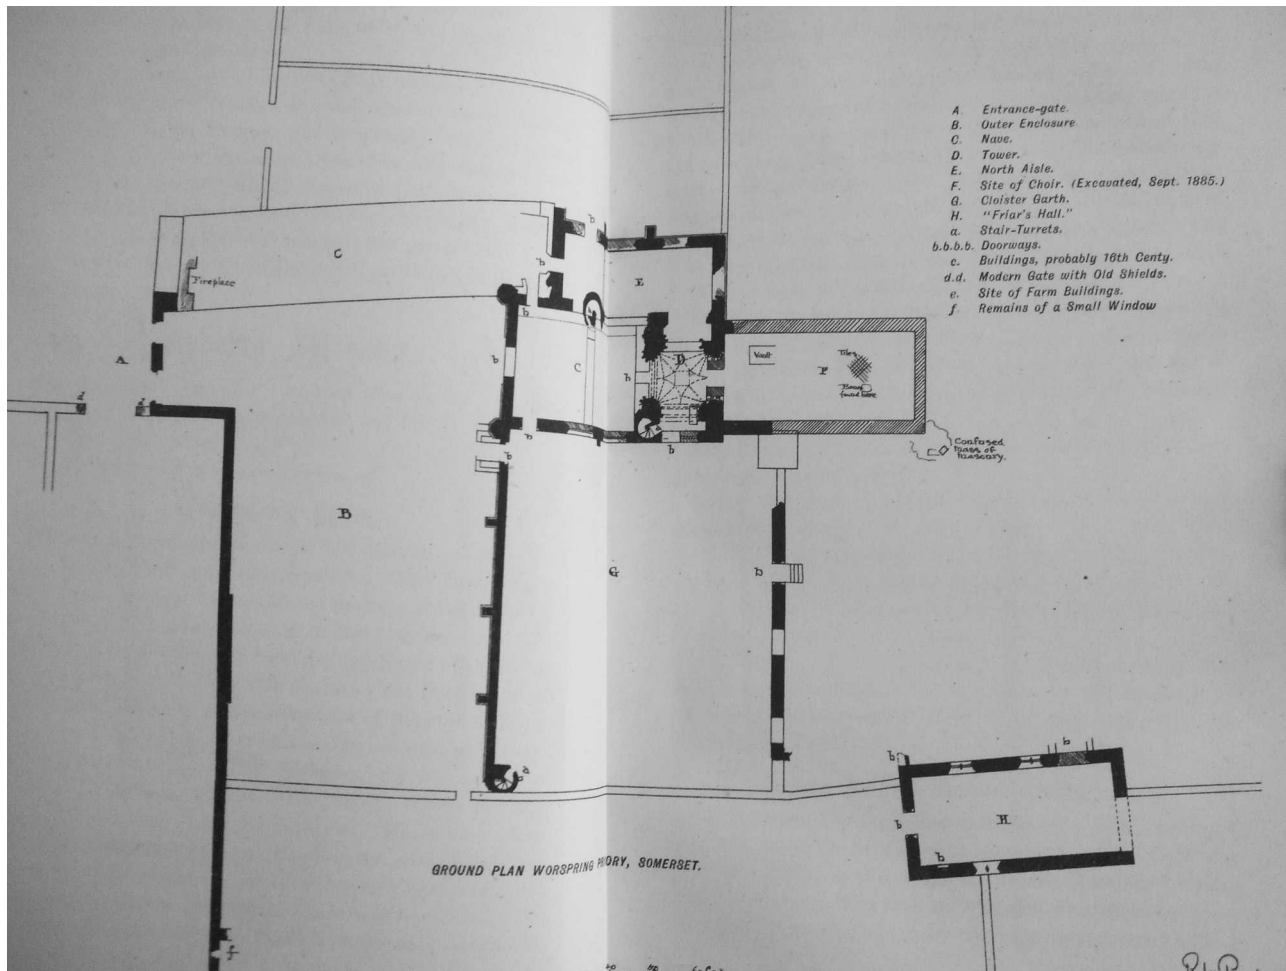 A. Entrance-gate.
B. Outer Enclosure
C. Nave.
D. Tower.
E. North Aisle.
F. Site of Choir. (Excavated, Sept. 1885.)
G. Cloister Garth.
H. "Friar's Hall."
a. Stair-Turrets.
b.b.b.b. Doorways.
c. Buildings, probably 16th Centy.
d.d. Modern Gate with Old Shields.
e. Site of Farm Buildings.
f Remains of a Small Window
b
C
b
Fireplace
E
b
A
b
C
b
D
Vault
Tiles
F
found here
d
d
b
b
b
Confused
Mass of
Masonry.
B
G
b
b
b
a
b
H
b
GROUND PLAN WORSPRING PRIORY, SOMERSET.
f